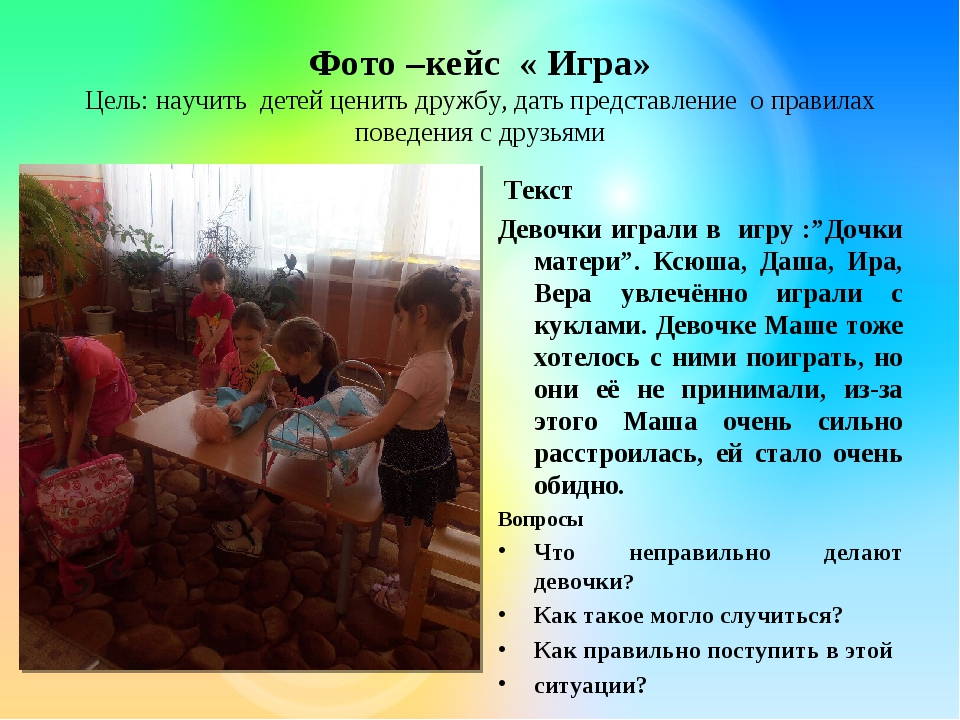 Фото –кейс « Игра»
Цель: научить детей ценить дружбу, дать представление о правилах
поведения с друзьями
Текст
Девочки играли в игру :”Дочки
матери”. Ксюша, Даша, Ира,
Вера увлечённо играли с
куклами. Девочке Маше тоже
хотелось с ними поиграть, но
они её не принимали, из-за
этого Маша очень сильно
расстроилась, ей стало очень
обидно.
Вопросы
• Что неправильно делают
девочки?
• Как такое могло случиться?
• Как правильно поступить в этой
• ситуации?